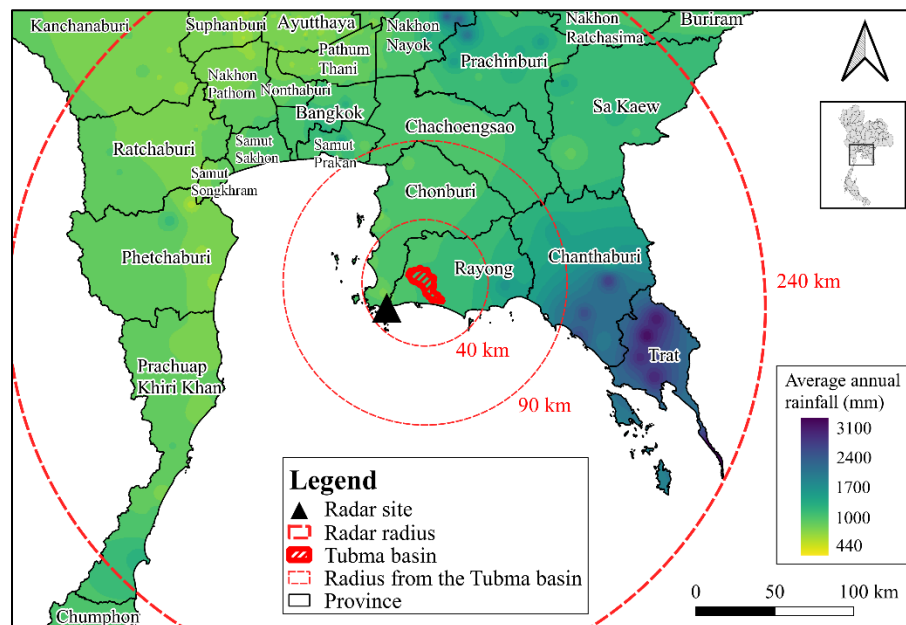 Kanchanaburi
Suphanburi
Ayutthaya
Nakhon
Nayok
Nakhon
Ratchasima
Buriram
Pathum
Thani
Prachinburi
Nakhon
Pathom
Nonthaburi
Bangkok
Sa Kaew
Chachoengsao
Ratchaburi
Samut
Sakhon
Samut
Prakan
Samut
Songkhram
Chonburi
Phetchaburi
Rayong
Chanthaburi
240 km
40 km
Trat
Prachuap
Khiri Khan
90 km
Chumphon
Legend
Radar site
Radar radius
Tubma basin
Radius from the Tubma basin
Province
Average annual
rainfall (mm)
3100
2400
1700
1000
440
0 50 100 km